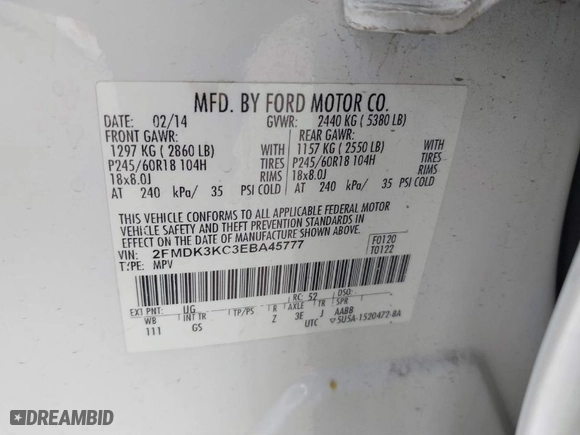 MFD. BY FORD MOTOR CO.
DATE: 02/14 GVWR: 2440 KG ( 5380 LB)
FRONT GAWR: REAR GAWR:
1297 KG ( 2860 LB) WITH 1157 KG ( 2550 LB) WITH
P245/60R18 104H TIRES P245/60R18 104H TIRES
18x8.0J RIMS 18x8.0J RIMS
AT 240 kPa/ 35 PSI COLD AT 240 kPa/ 35 PSI COLD
THIS VEHICLE CONFORMS TO ALL APPLICABLE FEDERAL MOTOR
VEHICLE SAFETY AND THEFT PREVENTION STANDARDS IN
EFFECT ON THE DATE OF MANUFACTURE SHOWN ABOVE.
VIN: 2FMDK3KC3EBA45777 F0120
TYPE: MPV T0122
RC: 52 DSO:
EXT PNT: UG
WB INT TR TP/PS R AXLE TR SPR
111 GS Z 3E J AABB
UTC ▽5U5A-1520472-BA
DREAMBID